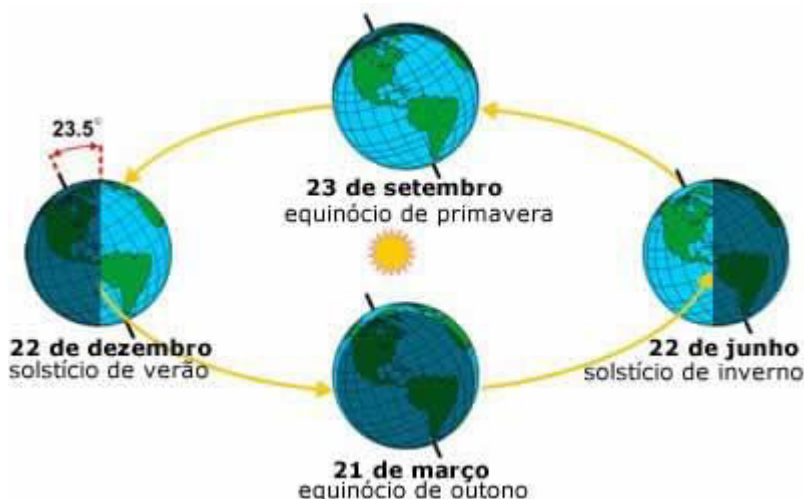 23.5°
23 de setembro
equinócio de primavera
22 de dezembro
solstício de verão
22 de junho
solstício de inverno
21 de março
equinócio de outono